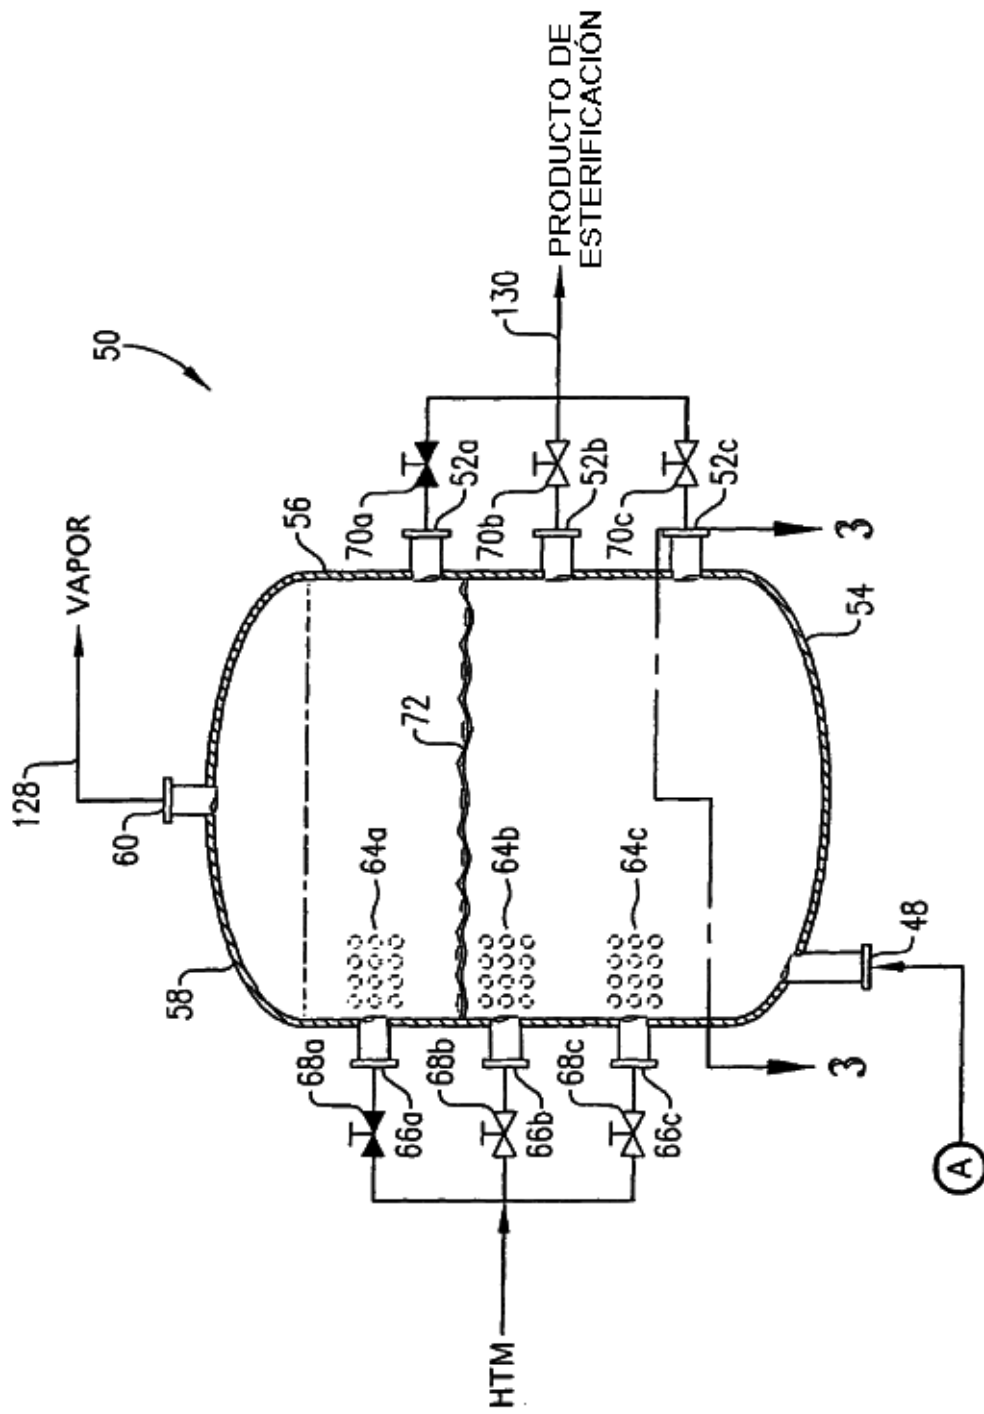 50
128
VAPOR
60
58
56
68a
66a
64a
70a
52a
72
68b
66b
64b
70b
52b
130
PRODUCTO DE
ESTERIFICACIÓN
HTM
68c
66c
64c
70c
52c
3
3
54
48
A